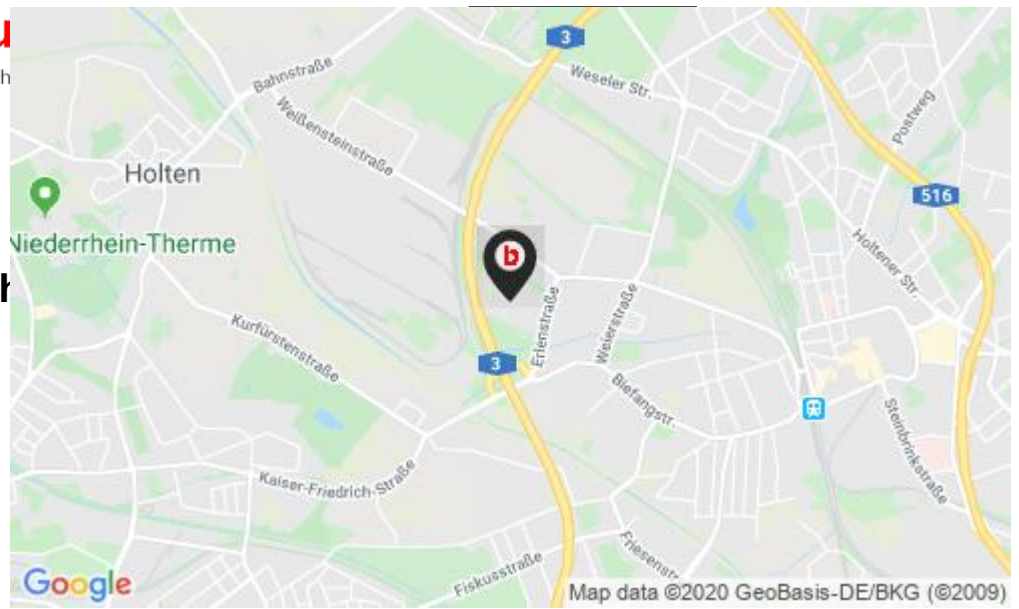 3
Weseler Str.
Bahnstraße
Postweg
Weißensteinstraße
Holten
516
Niederrhein-Therme
b
Holtener Str.
Erlenstraße
Weierstraße
Kurfürstenstraße
3
Biefangstr.
Steinbrinkstraße
Kaiser-Friedrich-Straße
Fiskusstraße
Google
Map data ©2020 GeoBasis-DE/BKG (©2009)